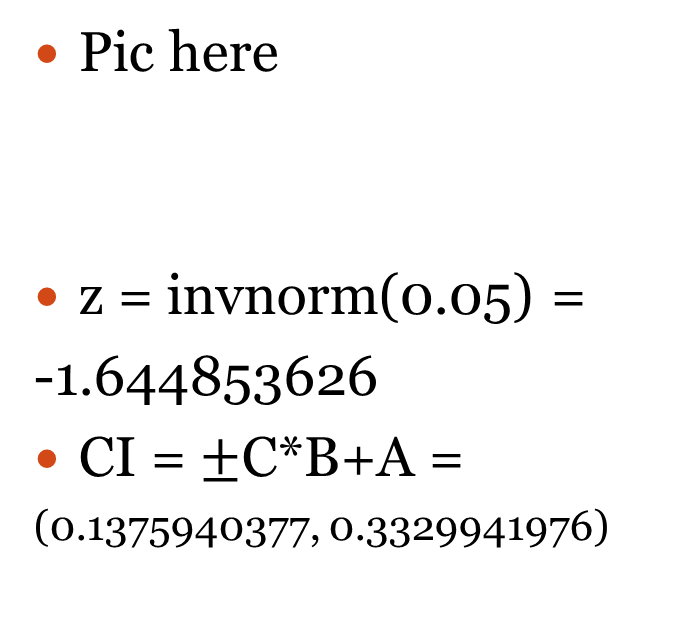 • Pic here
• z = invnorm(0.05) =
-1.644853626
• CI = ±C*B+A =
(0.1375940377, 0.3329941976)